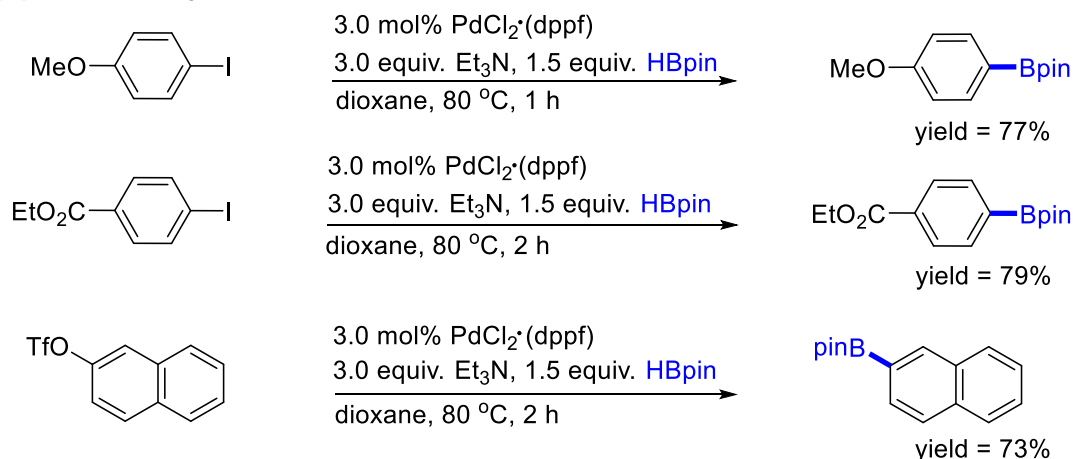 3.0 mol% PdCl₂•(dppf)
MeO I 3.0 equiv. Et₃N, 1.5 equiv. HBpin MeO Bpin
dioxane, 80 °C, 1 h
yield = 77%
3.0 mol% PdCl₂•(dppf)
EtO₂C I 3.0 equiv. Et₃N, 1.5 equiv. HBpin EtO₂C Bpin
dioxane, 80 °C, 2 h
yield = 79%
3.0 mol% PdCl₂•(dppf)
TfO 3.0 equiv. Et₃N, 1.5 equiv. HBpin pinB
dioxane, 80 °C, 2 h
yield = 73%